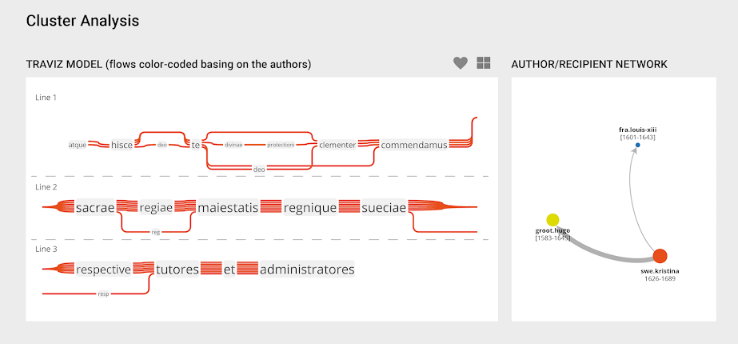 Cluster Analysis
TRAVIZ MODEL (flows color-coded basing on the authors)
Line 1
atque hisce deo te divinae protectioni clementer commendamus
deo
Line 2
sacrae regiae maiestatis regnique sueciae
reg
Line 3
respective tutores et administratores
resp
AUTHOR/RECIPIENT NETWORK
fra.louis-xiii
[1601-1643]
groot.hugo
[1583-1645]
swe.kristina
1626-1689